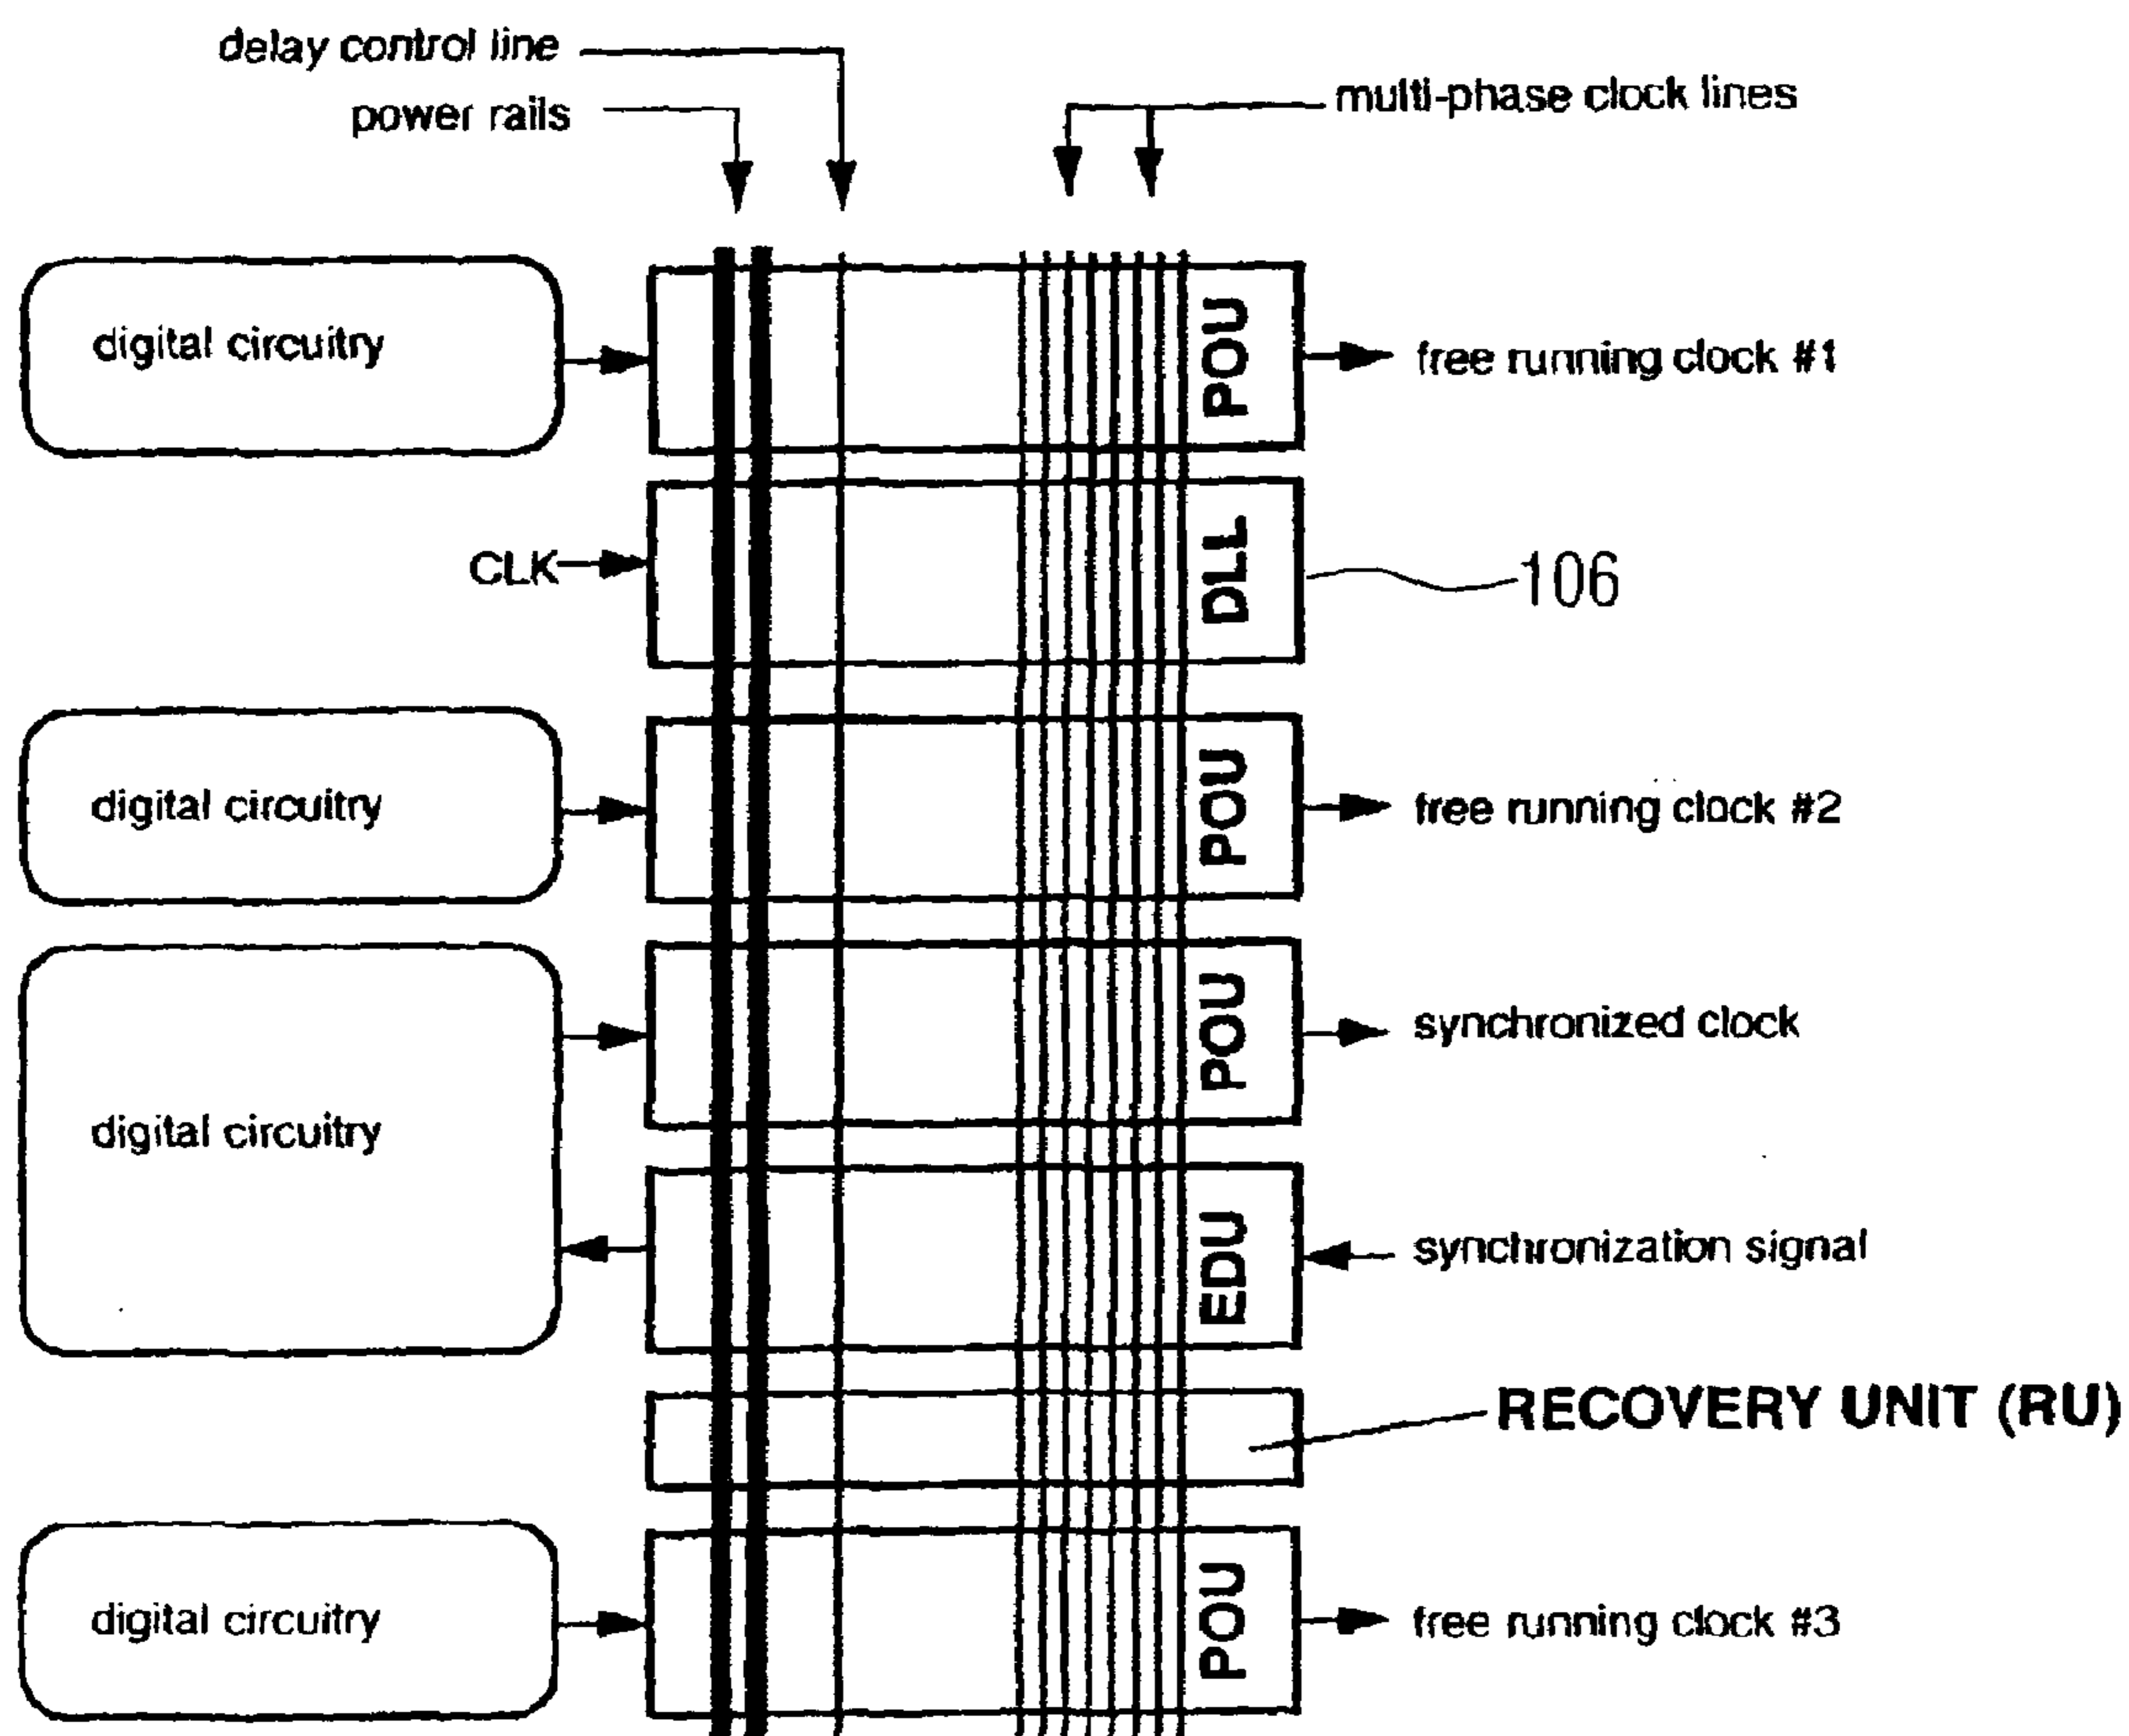 delay control line
power rails
multi-phase clock lines
digital circuitry
POU
free running clock #1
CLK
DLL
106
digital circuitry
POU
free running clock #2
digital circuitry
POU
synchronized clock
EDU
synchronization signal
RECOVERY UNIT (RU)
digital circuitry
POU
free running clock #3